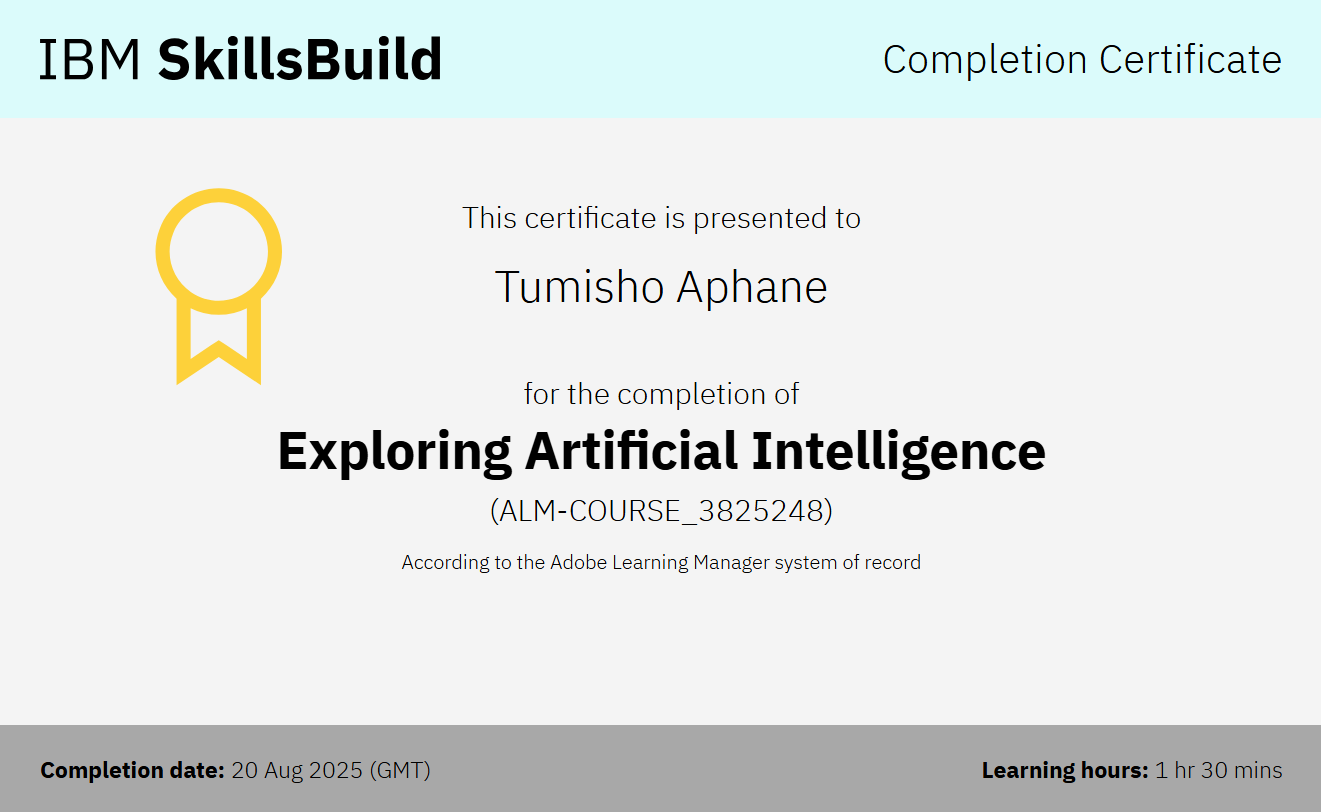 IBM SkillsBuild
Completion Certificate
This certificate is presented to
Tumisho Aphane
for the completion of
Exploring Artificial Intelligence
(ALM-COURSE_3825248)
According to the Adobe Learning Manager system of record
Completion date: 20 Aug 2025 (GMT)
Learning hours: 1 hr 30 mins